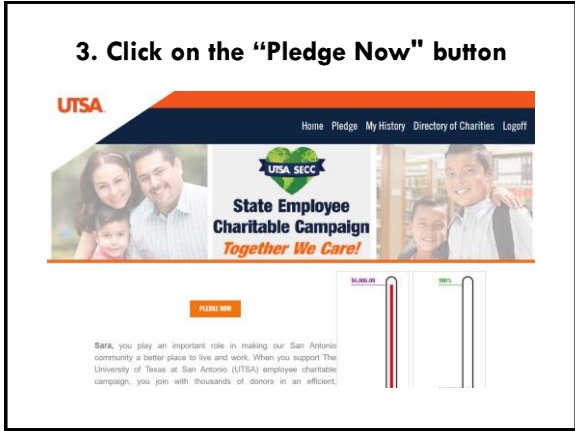 3. Click on the “Pledge Now" button
UTSA
Home Pledge My History Directory of Charities Logoff
UTSA SECC
State Employee
Charitable Campaign
Together We Care!
$6,006.00
100%
PLEDGE NOW
Sara, you play an important role in making our San Antonio
community a better place to live and work. When you support The
University of Texas at San Antonio (UTSA) employee charitable
campaign, you join with thousands of donors in an efficient,